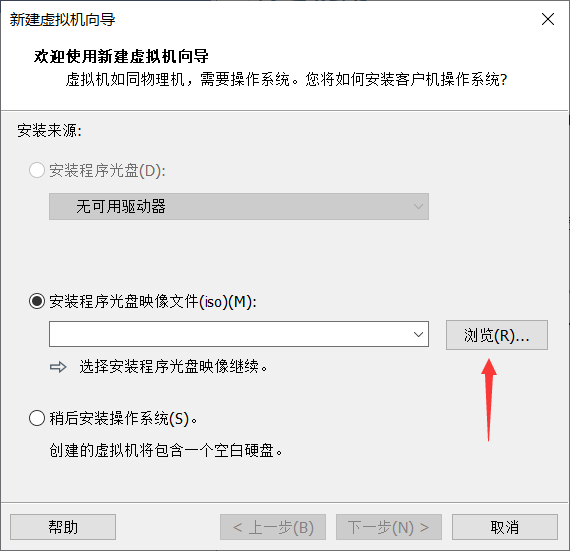 新建虚拟机向导
欢迎使用新建虚拟机向导
虚拟机如同物理机，需要操作系统。您将如何安装客户机操作系统?
安装来源:
安装程序光盘(D):
无可用驱动器
安装程序光盘映像文件(iso)(M):
浏览(R)...
选择安装程序光盘映像继续。
稍后安装操作系统(S)。
创建的虚拟机将包含一个空白硬盘。
帮助
< 上一步(B)
下一步(N) >
取消